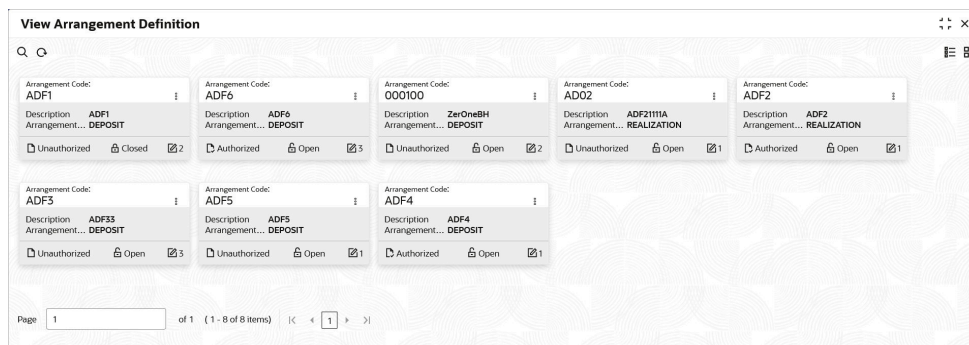 View Arrangement Definition
Arrangement Code:
ADF1
Description ADF1
Arrangement... DEPOSIT
Unauthorized Closed 2
Arrangement Code:
ADF6
Description ADF6
Arrangement... DEPOSIT
Authorized Open 3
Arrangement Code:
000100
Description ZerOneBH
Arrangement... DEPOSIT
Unauthorized Open 2
Arrangement Code:
AD02
Description ADF21111A
Arrangement... REALIZATION
Unauthorized Open 1
Arrangement Code:
ADF2
Description ADF2
Arrangement... REALIZATION
Authorized Open 1
Arrangement Code:
ADF3
Description ADF33
Arrangement... DEPOSIT
Unauthorized Open 3
Arrangement Code:
ADF5
Description ADF5
Arrangement... DEPOSIT
Unauthorized Open 1
Arrangement Code:
ADF4
Description ADF4
Arrangement... DEPOSIT
Authorized Open 1
Page 1 of 1 ( 1 - 8 of 8 items) 1